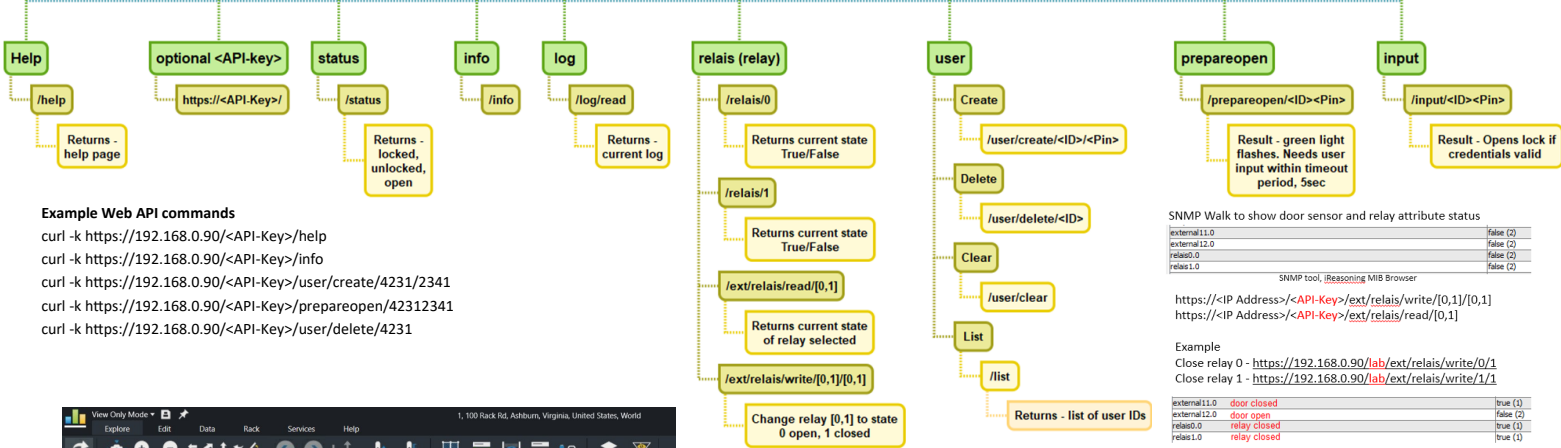 Help
/help
Returns -
help page
optional <API-key>
https://<API-Key>/
status
/status
Returns -
locked,
unlocked,
open
info
/info
log
/log/read
Returns -
current log
relais (relay)
/relais/0
Returns current state
True/False
/relais/1
Returns current state
True/False
/ext/relais/read/[0,1]
Returns current state
of relay selected
/ext/relais/write/[0,1]/[0,1]
Change relay [0,1] to state
0 open, 1 closed
user
Create
/user/create/<ID>/<Pin>
Delete
/user/delete/<ID>
Clear
/user/clear
List
/list
Returns - list of user IDs
prepareopen
/prepareopen/<ID><Pin>
Result - green light
flashes. Needs user
input within timeout
period, 5sec
input
/input/<ID><Pin>
Result - Opens lock if
credentials valid
Example Web API commands
curl -k https://192.168.0.90/<API-Key>/help
curl -k https://192.168.0.90/<API-Key>/info
curl -k https://192.168.0.90/<API-Key>/user/create/4231/2341
curl -k https://192.168.0.90/<API-Key>/prepareopen/42312341
curl -k https://192.168.0.90/<API-Key>/user/delete/4231
SNMP Walk to show door sensor and relay attribute status
external11.0 false (2)
external12.0 false (2)
relais0.0 false (2)
relais1.0 false (2)
SNMP tool, iReasoning MIB Browser
https://<IP Address>/<API-Key>/ext/relais/write/[0,1]/[0,1]
https://<IP Address>/<API-Key>/ext/relais/read/[0,1]
Example
Close relay 0 - https://192.168.0.90/lab/ext/relais/write/0/1
Close relay 1 - https://192.168.0.90/lab/ext/relais/write/1/1
external11.0 door closed true (1)
external12.0 door open false (2)
relais0.0 relay closed true (1)
relais1.0 relay closed true (1)
View Only Mode 1, 100 Rack Rd, Ashburn, Virginia, United States, World
Explore Edit Data Rack Services Help